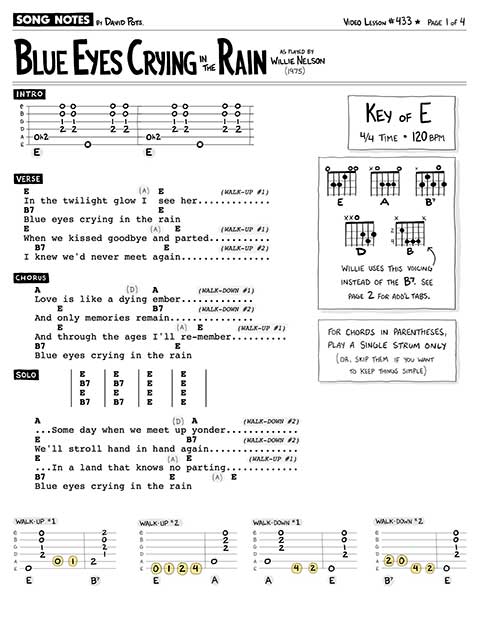 SONG NOTES BY DAVID POTS. VIDEO LESSON #433 ★ PAGE 1 OF 4
BLUE EYES CRYING IN THE RAIN AS PLAYED BY WILLIE NELSON (1975)
INTRO
E E
KEY OF E
4/4 TIME • 120 BPM
VERSE
E (A) E (WALK-UP #1)
In the twilight glow I see her.............
B7 E
Blue eyes crying in the rain
E (A) E (WALK-UP #1)
When we kissed goodbye and parted...........
B7 E (WALK-UP #2)
I knew we'd never meet again...............
E A B7
D B
WILLIE USES THIS VOICING
INSTEAD OF THE B7. SEE
PAGE 2 FOR ADD'L TABS.
CHORUS
A (D) A (WALK-DOWN #1)
Love is like a dying ember..............
E B7 (WALK-DOWN #2)
And only memories remain................
E (A) E (WALK-UP #1)
And through the ages I'll re-member.........
B7 E
Blue eyes crying in the rain
FOR CHORDS IN PARENTHESES,
PLAY A SINGLE STRUM ONLY
(OR, SKIP THEM IF YOU WANT
TO KEEP THINGS SIMPLE)
SOLO
E E E E
B7 B7 E E
E E E E
B7 B7 E E
A (D) A (WALK-DOWN #2)
...Some day when we meet up yonder............
E B7 (WALK-DOWN #2)
We'll stroll hand in hand again.............
E (A) E (WALK-UP #1)
...In a land that knows no parting............
B7 E (A) E
Blue eyes crying in the rain
WALK-UP #1 WALK-UP #2 WALK-DOWN #1 WALK-DOWN #2
E B7 E A A E B7 E